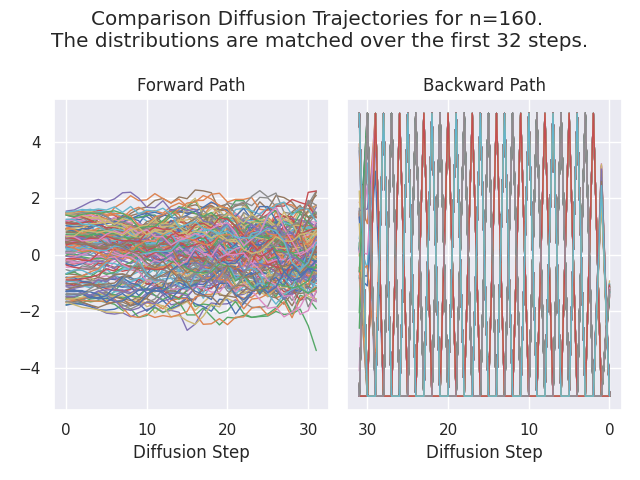 Comparison Diffusion Trajectories for n=160.
The distributions are matched over the first 32 steps.
Forward Path
Backward Path
4
2
0
−2
−4
0
10
20
30
30
20
10
0
Diffusion Step
Diffusion Step